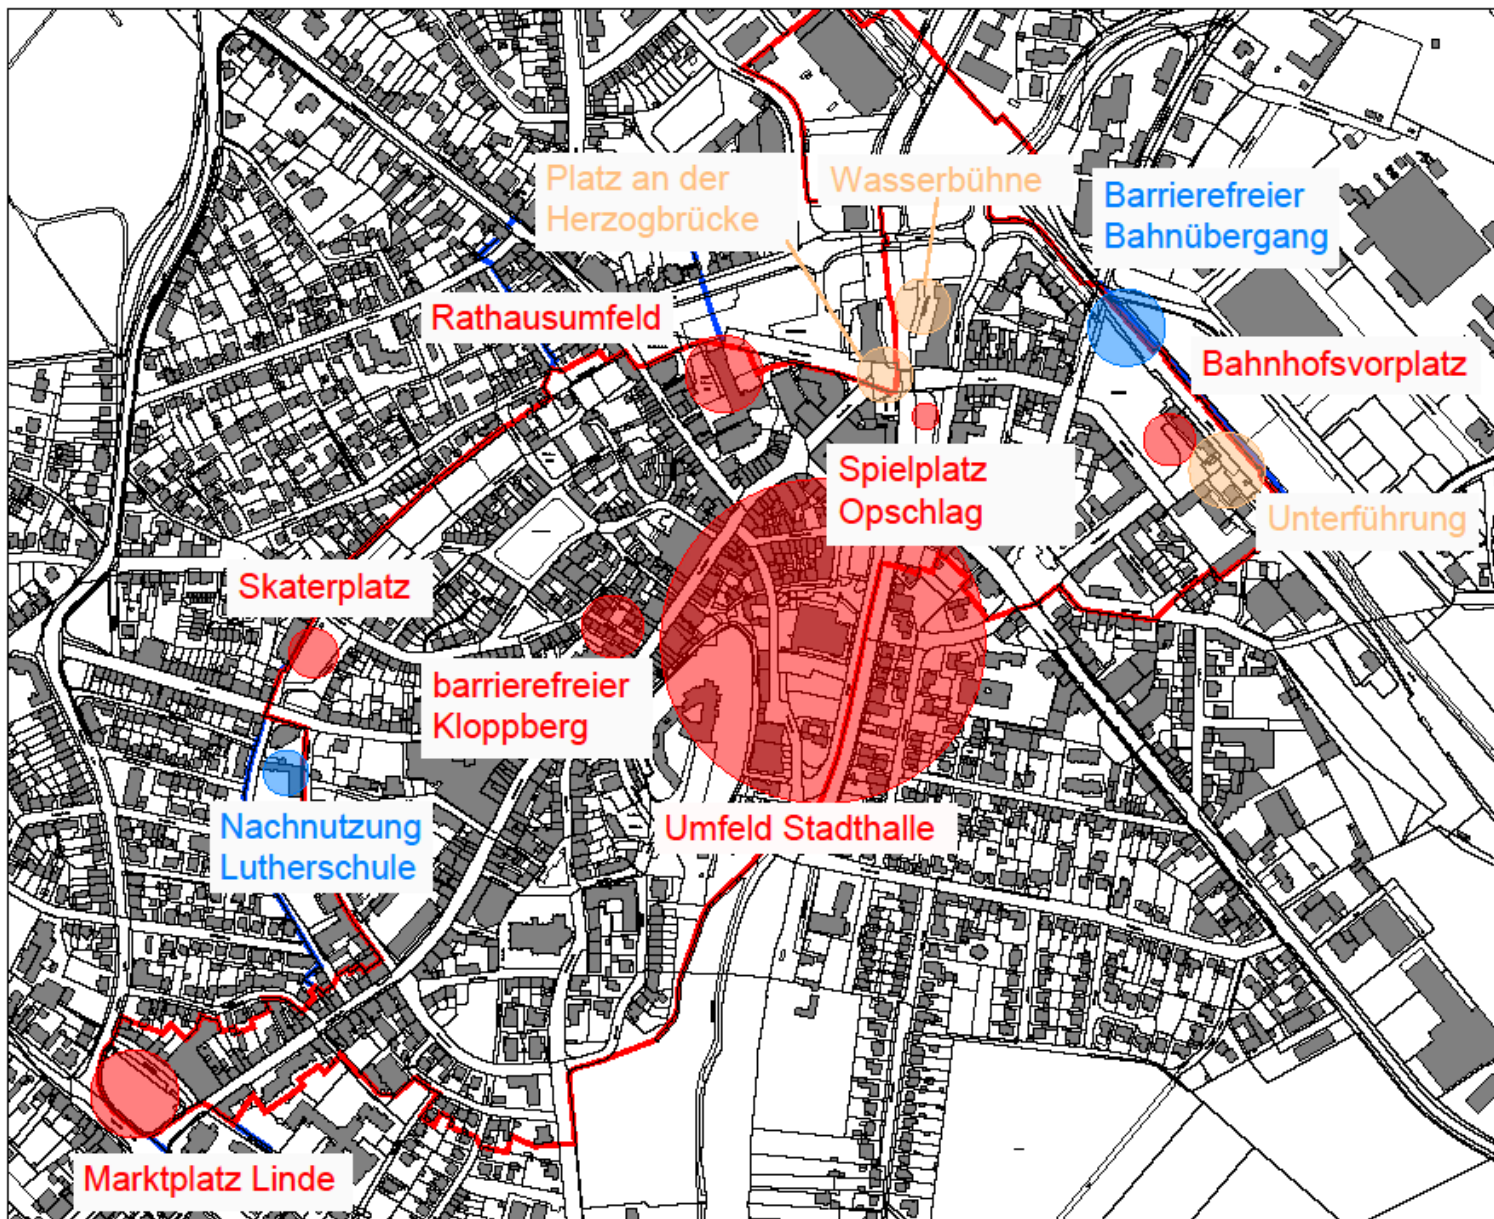 Platz an der
Herzogbrücke
Wasserbühne
Barrierefreier
Bahnübergang
Rathausumfeld
Bahnhofsvorplatz
Spielplatz
Opschlag
Unterführung
Skaterplatz
barrierefreier
Kloppberg
Nachnutzung
Lutherschule
Umfeld Stadthalle
Marktplatz Linde